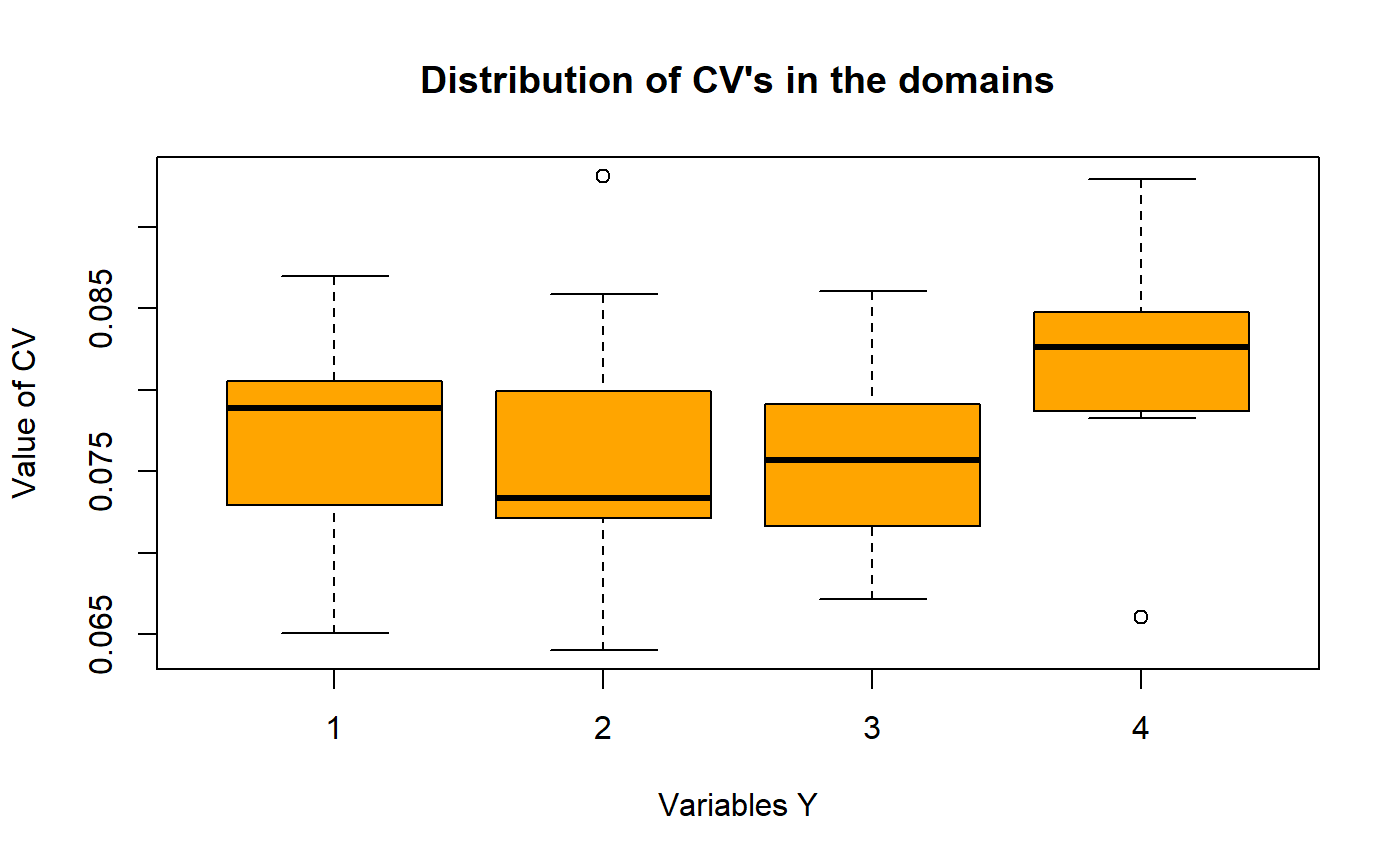 Distribution of CV's in the domains
Value of CV
0.085
0.075
0.065
1 2 3 4
Variables Y